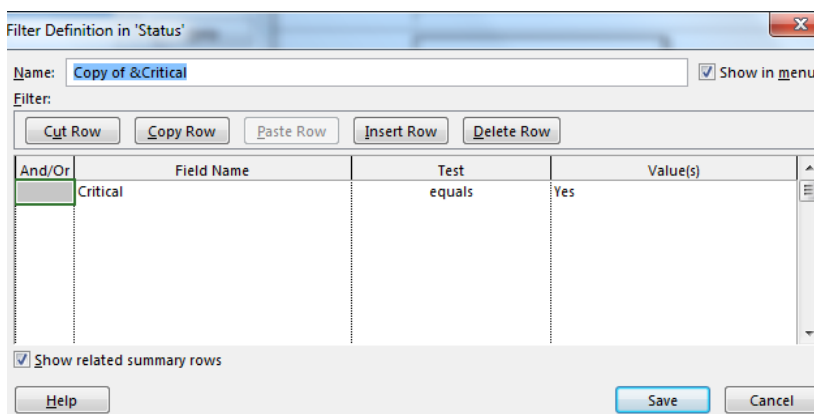 Filter Definition in 'Status'
Name: Copy of &Critical Show in menu
Filter:
Cut Row Copy Row Paste Row Insert Row Delete Row
And/Or Field Name Test Value(s)
Critical equals Yes
Show related summary rows
Help Save Cancel